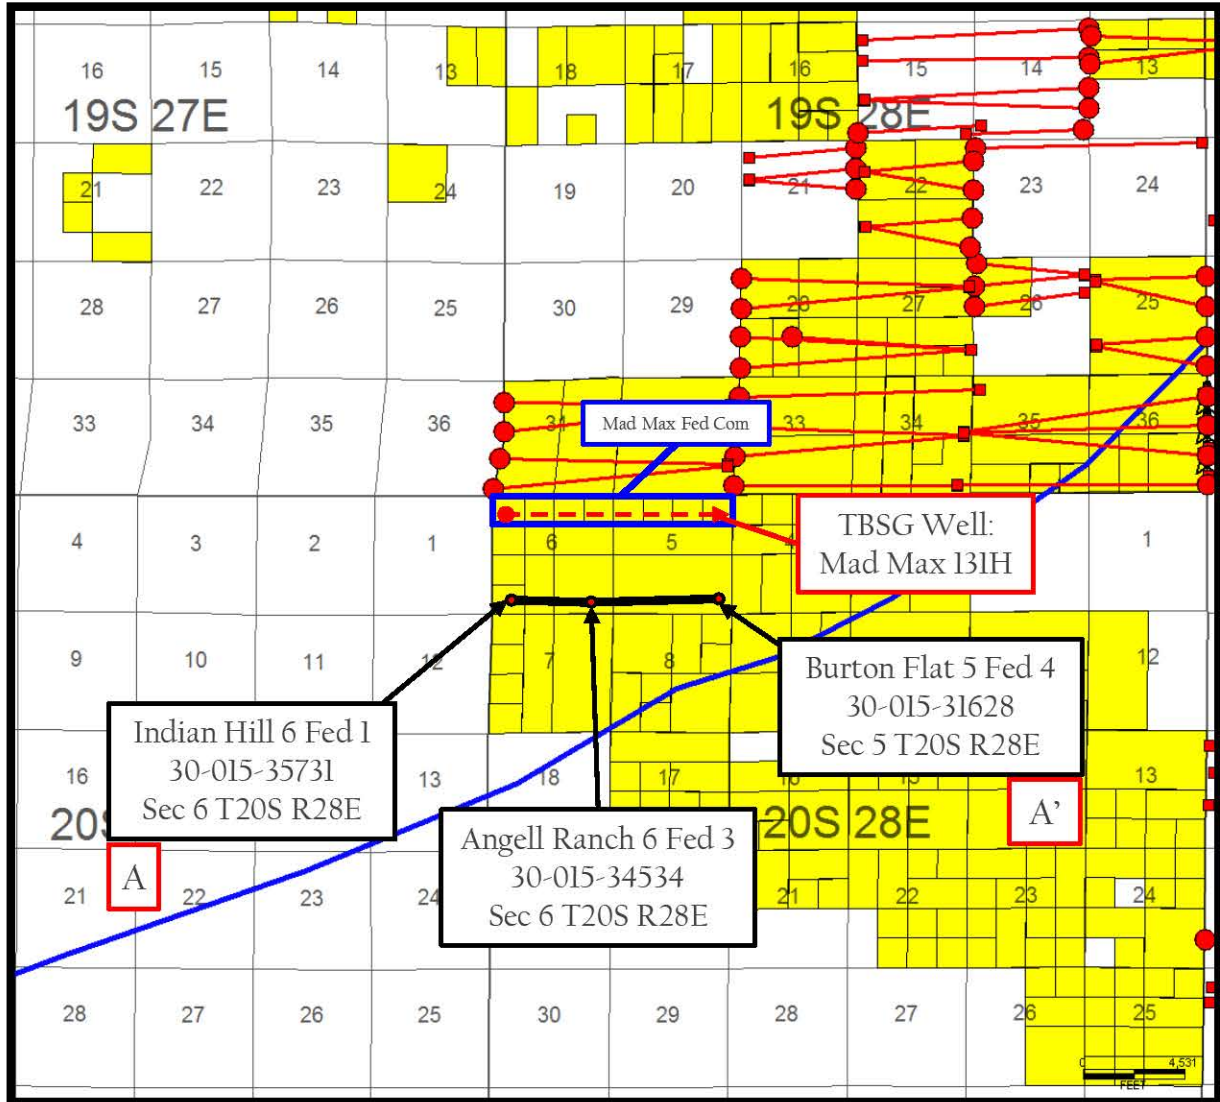 16 15 14 13 18 17 16 15 14 13
19S 27E 19S 28E
21 22 23 24 19 20 21 22 23 24
28 27 26 25 30 29 28 27 26 25
33 34 35 36 31 33 34 35 36
Mad Max Fed Com
4 3 2 1 6 5 1
TBSG Well:
Mad Max 131H
9 10 11 12 7 8 12
Burton Flat 5 Fed 4
30-015-31628
Sec 5 T20S R28E
Indian Hill 6 Fed 1
30-015-35731
Sec 6 T20S R28E
16 13 18 17 13
20S 28E
A'
Angell Ranch 6 Fed 3
30-015-34534
Sec 6 T20S R28E
A
21 22 23 24 21 22 23 24
28 27 26 25 30 29 28 27 26 25
0 4,531
FEET